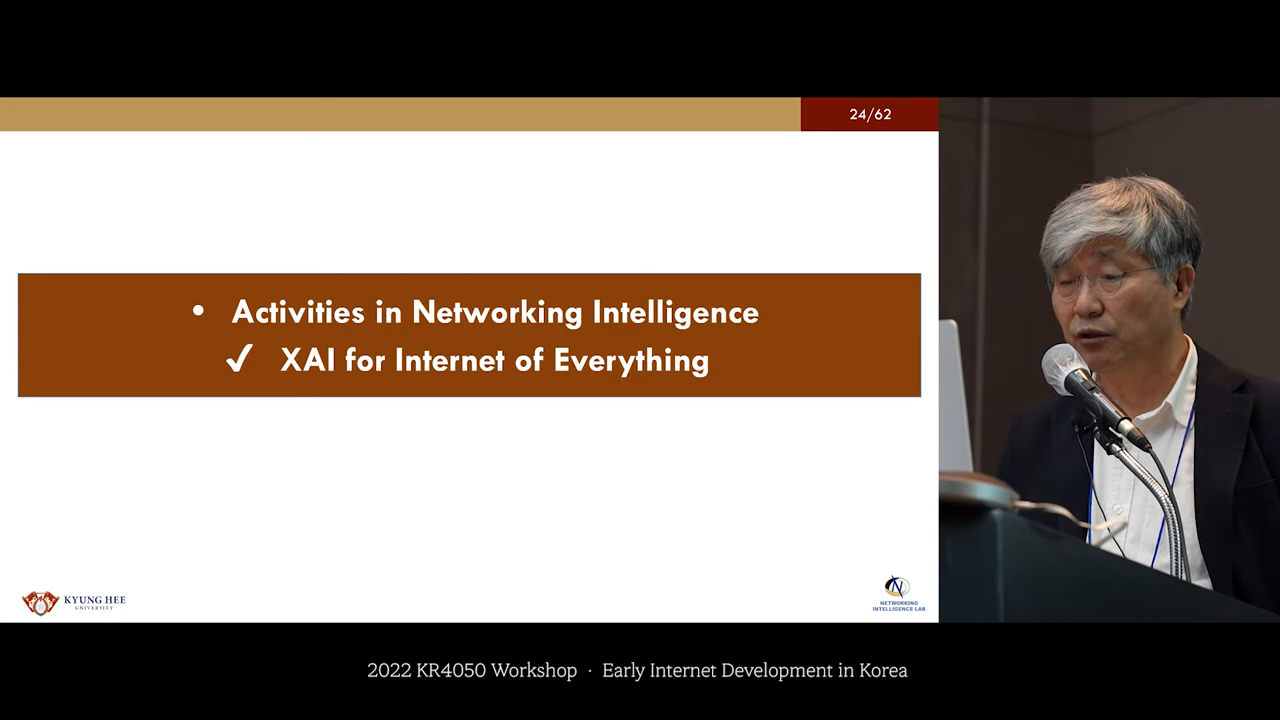 24/62
• Activities in Networking Intelligence
✓ XAI for Internet of Everything
KYUNG HEE
UNIVERSITY
N
NETWORKING
INTELLIGENCE LAB
2022 KR4050 Workshop · Early Internet Development in Korea